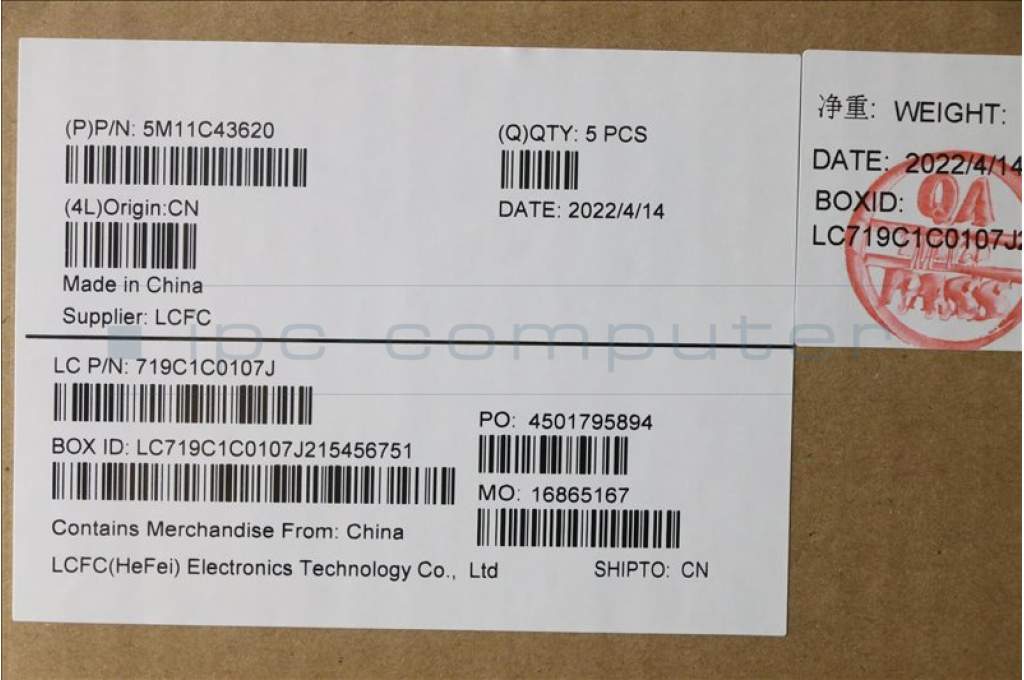 (P)P/N: 5M11C43620
(Q)QTY: 5 PCS
(4L)Origin:CN
DATE: 2022/4/14
Made in China
Supplier: LCFC
LC P/N: 719C1C0107J
PO: 4501795894
BOX ID: LC719C1C0107J215456751
MO: 16865167
Contains Merchandise From: China
LCFC(HeFei) Electronics Technology Co., Ltd
SHIPTO: CN
净重: WEIGHT:
DATE: 2022/4/14
BOXID:
LC719C1C0107J2
QA
PASS
ipc computer